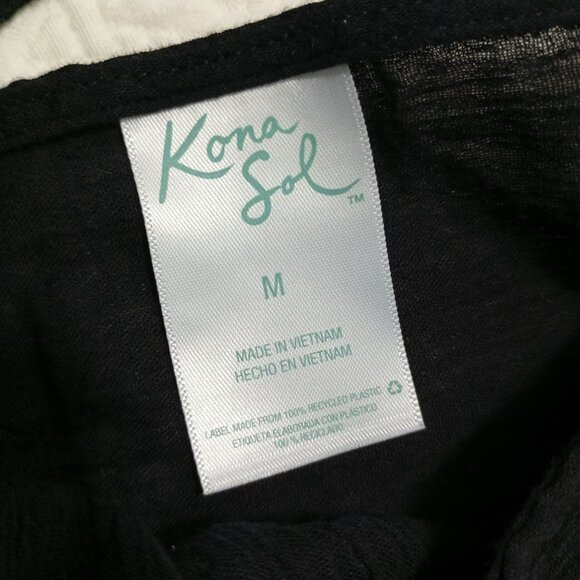 Kona
Sol™
M
MADE IN VIETNAM
HECHO EN VIETNAM
LABEL MADE FROM 100% RECYCLED PLASTIC
ETIQUETA ELABORADA CON PLÁSTICO
100% RECICLADO